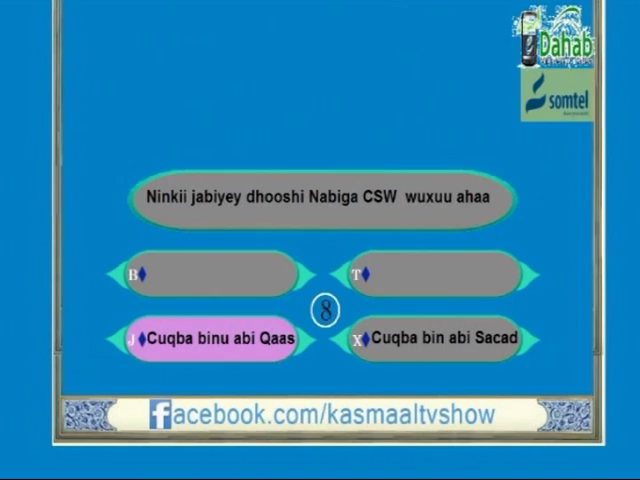 Dahab
somtel
Ninkii jabiyey dhooshi Nabiga CSW wuxuu ahaa
B
T
8
J Cuqba binu abi Qaas
X Cuqba bin abi Sacad
facebook.com/kasmaaltvshow